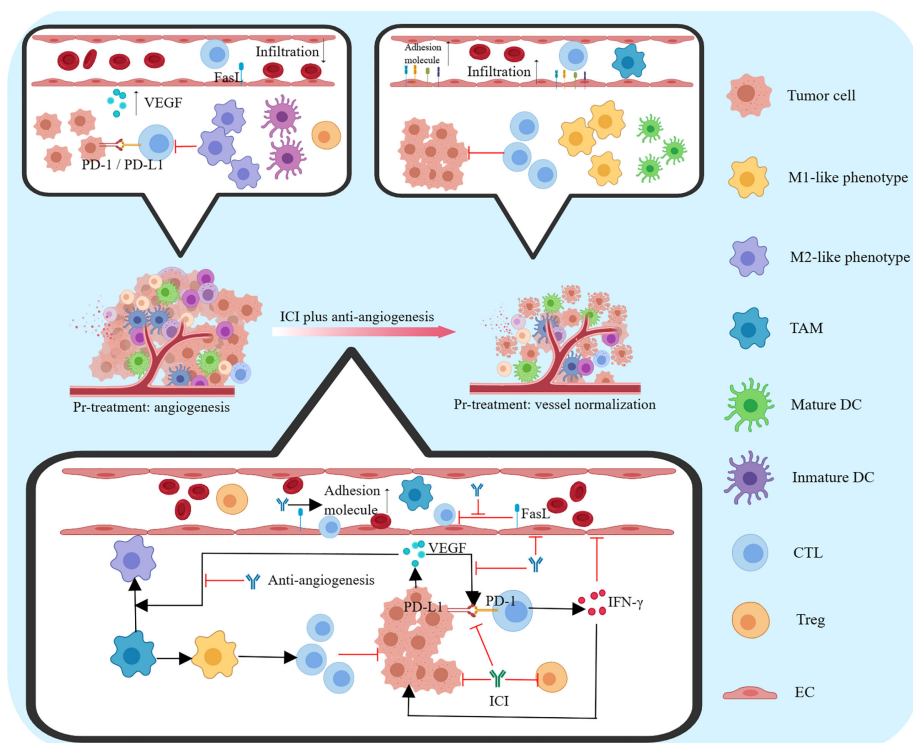 Infiltration
FasL
VEGF
PD-1 / PD-L1
Adhesion
molecule
Infiltration
ICI plus anti-angiogenesis
Pr-treatment: angiogenesis
Pr-treatment: vessel normalization
Adhesion
molecule
FasL
VEGF
Anti-angiogenesis
PD-L1
PD-1
IFN-γ
ICI
Tumor cell
M1-like phenotype
M2-like phenotype
TAM
Mature DC
Inmature DC
CTL
Treg
EC